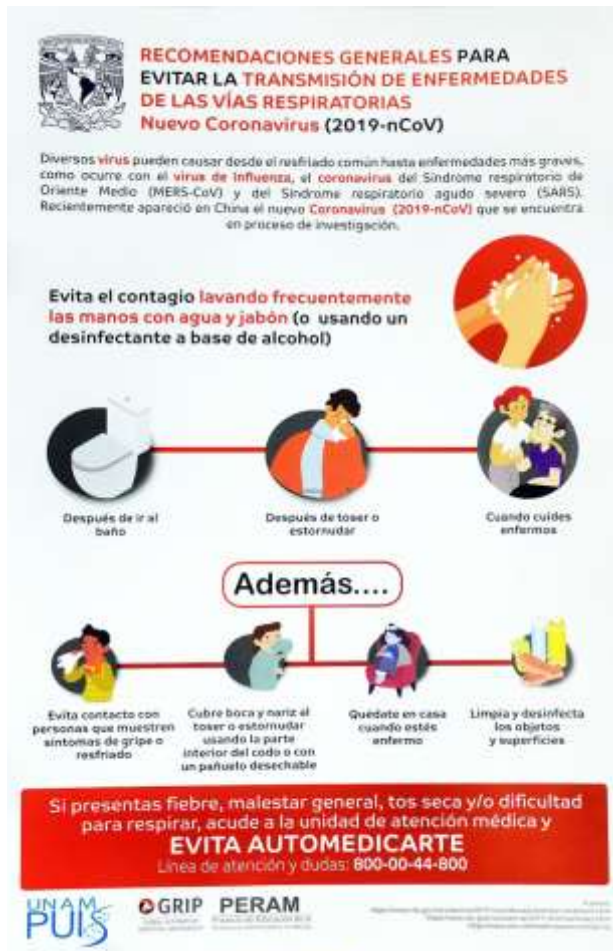 RECOMENDACIONES GENERALES PARA
EVITAR LA TRANSMISIÓN DE ENFERMEDADES
DE LAS VÍAS RESPIRATORIAS
Nuevo Coronavirus (2019-nCoV)
Diversos virus pueden causar desde el resfriado común hasta enfermedades más graves,
como ocurre con el virus de Influenza, el coronavirus del Síndrome respiratorio de
Oriente Medio (MERS-CoV) y del Síndrome respiratorio agudo severo (SARS).
Recientemente apareció en China el nuevo Coronavirus (2019-nCoV) que se encuentra
en proceso de investigación.
Evita el contagio lavando frecuentemente
las manos con agua y jabón (o usando un
desinfectante a base de alcohol)
Después de ir al
baño
Después de toser o
estornudar
Cuando cuides
enfermos
Además....
Evita contacto con
personas que muestren
síntomas de gripe o
resfriado
Cubre boca y nariz el
toser o estornudar
usando la parte
interior del codo o con
un pañuelo desechable
Quédate en casa
cuando estés
enfermo
Limpia y desinfecta
los objetos
y superficies
Si presentas fiebre, malestar general, tos seca y/o dificultad
para respirar, acude a la unidad de atención médica y
EVITA AUTOMEDICARTE
Línea de atención y dudas: 800-00-44-800
UNAM
PUIS
GRIP
PERAM